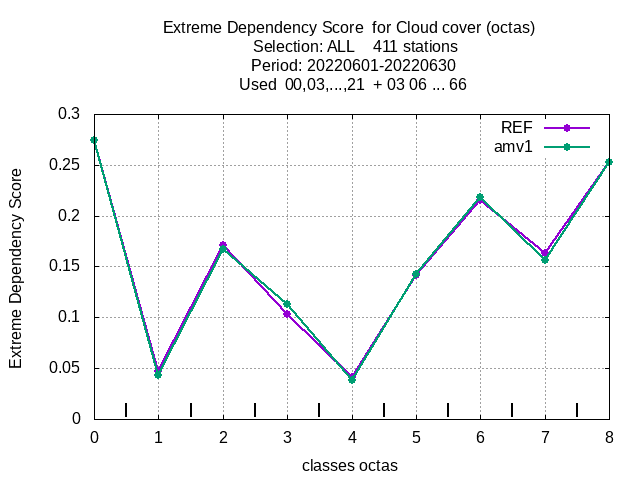 Extreme Dependency Score  for Cloud cover (octas)
Selection: ALL    411 stations
Period: 20220601-20220630
Used  00,03,...,21  + 03 06 ... 66
REF
amv1
0.3
0.25
0.2
0.15
0.1
0.05
0
Extreme Dependency Score
0 1 2 3 4 5 6 7 8
classes octas